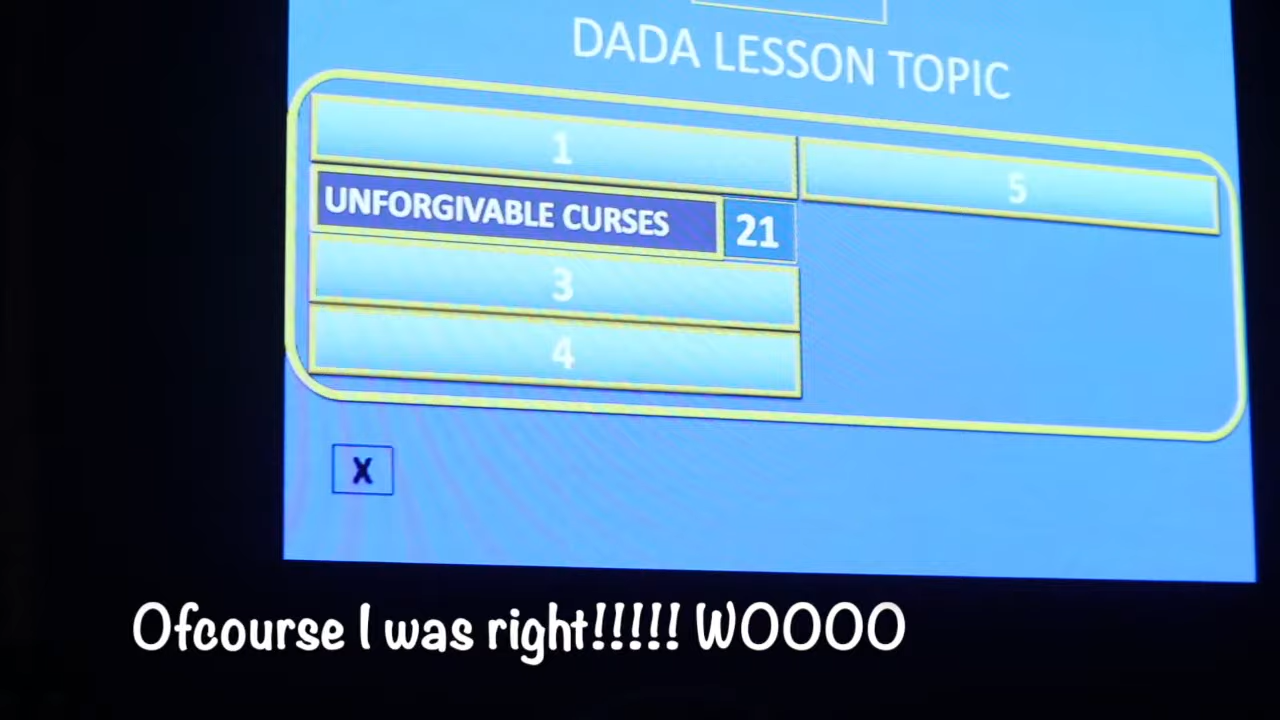 DADA LESSON TOPIC
1
5
UNFORGIVABLE CURSES 21
3
4
X
Ofcourse I was right!!!!! WOOOO